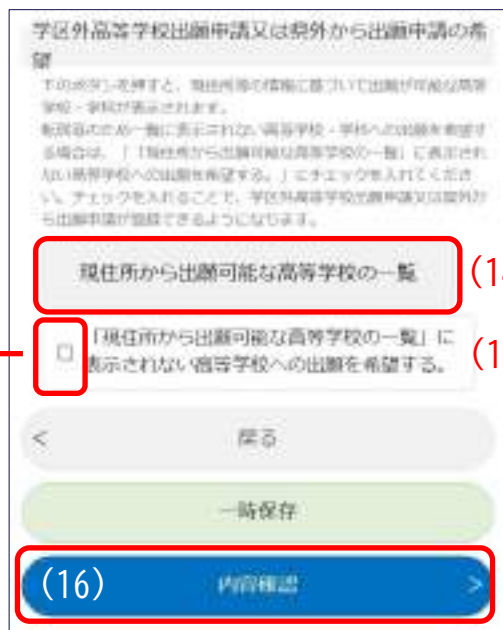 学区外高等学校出願申請又は県外から出願申請の希
望
下のボタンを押すと、現住所等の情報に基づいて出願が可能な高等
学校・学科が表示されます。
転居等のため一覧に表示されない高等学校・学科への出願を希望す
る場合は、「「現住所から出願可能な高等学校の一覧」に表示され
ない高等学校への出願を希望する。」にチェックを入れてくださ
い。チェックを入れることで、学区外高等学校出願申請又は県外か
ら出願申請が登録できるようになります。
現住所から出願可能な高等学校の一覧
(1
「現住所から出願可能な高等学校の一覧」に
表示されない高等学校への出願を希望する。
(1
< 戻る
一時保存
(16) 内容確認 >